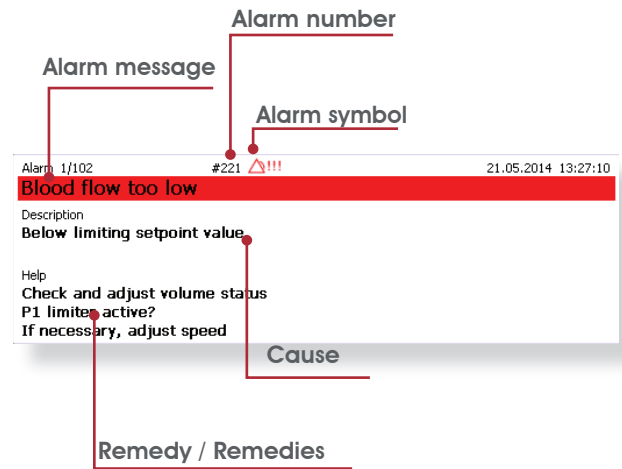 Alarm number
Alarm message
Alarm symbol
Alarm 1/102 #221 !!! 21.05.2014 13:27:10
Blood flow too low
Description
Below limiting setpoint value
Help
Check and adjust volume status
P1 limiter active?
If necessary, adjust speed
Cause
Remedy / Remedies